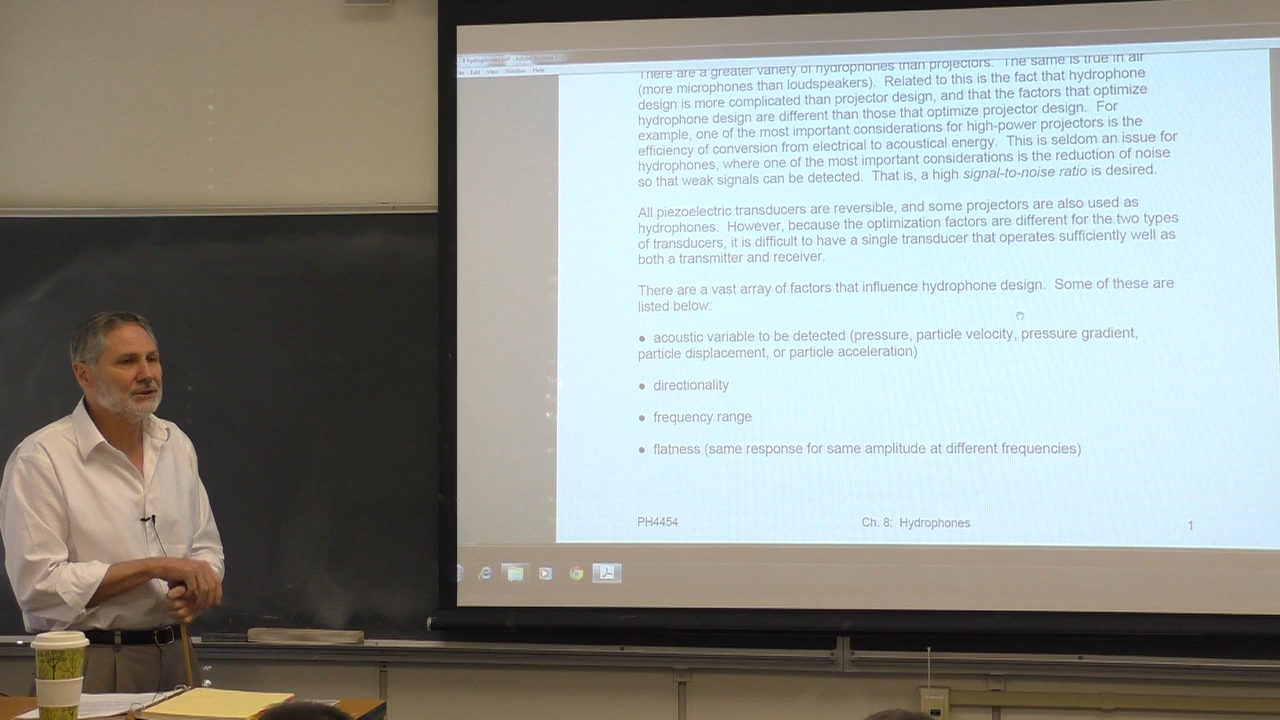 8 hydrophones.pdf - Adobe
Edit View Window Help
There are a greater variety of hydrophones than projectors. The same is true in air
(more microphones than loudspeakers). Related to this is the fact that hydrophone
design is more complicated than projector design, and that the factors that optimize
hydrophone design are different than those that optimize projector design. For
example, one of the most important considerations for high-power projectors is the
efficiency of conversion from electrical to acoustical energy. This is seldom an issue for
hydrophones, where one of the most important considerations is the reduction of noise
so that weak signals can be detected. That is, a high signal-to-noise ratio is desired.
All piezoelectric transducers are reversible, and some projectors are also used as
hydrophones. However, because the optimization factors are different for the two types
of transducers, it is difficult to have a single transducer that operates sufficiently well as
both a transmitter and receiver.
There are a vast array of factors that influence hydrophone design. Some of these are
listed below:
• acoustic variable to be detected (pressure, particle velocity, pressure gradient,
particle displacement, or particle acceleration)
• directionality
• frequency range
• flatness (same response for same amplitude at different frequencies)
PH4454 Ch. 8: Hydrophones 1